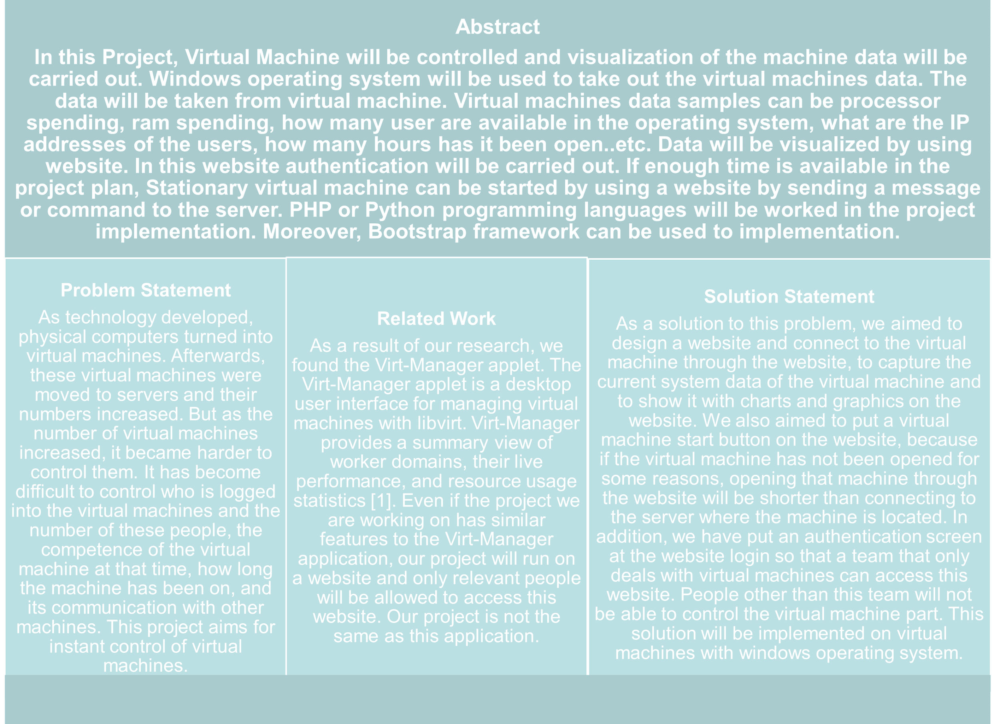 Abstract
In this Project, Virtual Machine will be controlled and visualization of the machine data will be
carried out. Windows operating system will be used to take out the virtual machines data. The
data will be taken from virtual machine. Virtual machines data samples can be processor
spending, ram spending, how many user are available in the operating system, what are the IP
addresses of the users, how many hours has it been open..etc. Data will be visualized by using
website. In this website authentication will be carried out. If enough time is available in the
project plan, Stationary virtual machine can be started by using a website by sending a message
or command to the server. PHP or Python programming languages will be worked in the project
implementation. Moreover, Bootstrap framework can be used to implementation.
Problem Statement
As technology developed,
physical computers turned into
virtual machines. Afterwards,
these virtual machines were
moved to servers and their
numbers increased. But as the
number of virtual machines
increased, it became harder to
control them. It has become
difficult to control who is logged
into the virtual machines and the
number of these people, the
competence of the virtual
machine at that time, how long
the machine has been on, and
its communication with other
machines. This project aims for
instant control of virtual
machines.
Related Work
As a result of our research, we
found the Virt-Manager applet. The
Virt-Manager applet is a desktop
user interface for managing virtual
machines with libvirt. Virt-Manager
provides a summary view of
worker domains, their live
performance, and resource usage
statistics [1]. Even if the project we
are working on has similar
features to the Virt-Manager
application, our project will run on
a website and only relevant people
will be allowed to access this
website. Our project is not the
same as this application.
Solution Statement
As a solution to this problem, we aimed to
design a website and connect to the virtual
machine through the website, to capture the
current system data of the virtual machine and
to show it with charts and graphics on the
website. We also aimed to put a virtual
machine start button on the website, because
if the virtual machine has not been opened for
some reasons, opening that machine through
the website will be shorter than connecting to
the server where the machine is located. In
addition, we have put an authentication screen
at the website login so that a team that only
deals with virtual machines can access this
website. People other than this team will not
be able to control the virtual machine part. This
solution will be implemented on virtual
machines with windows operating system.